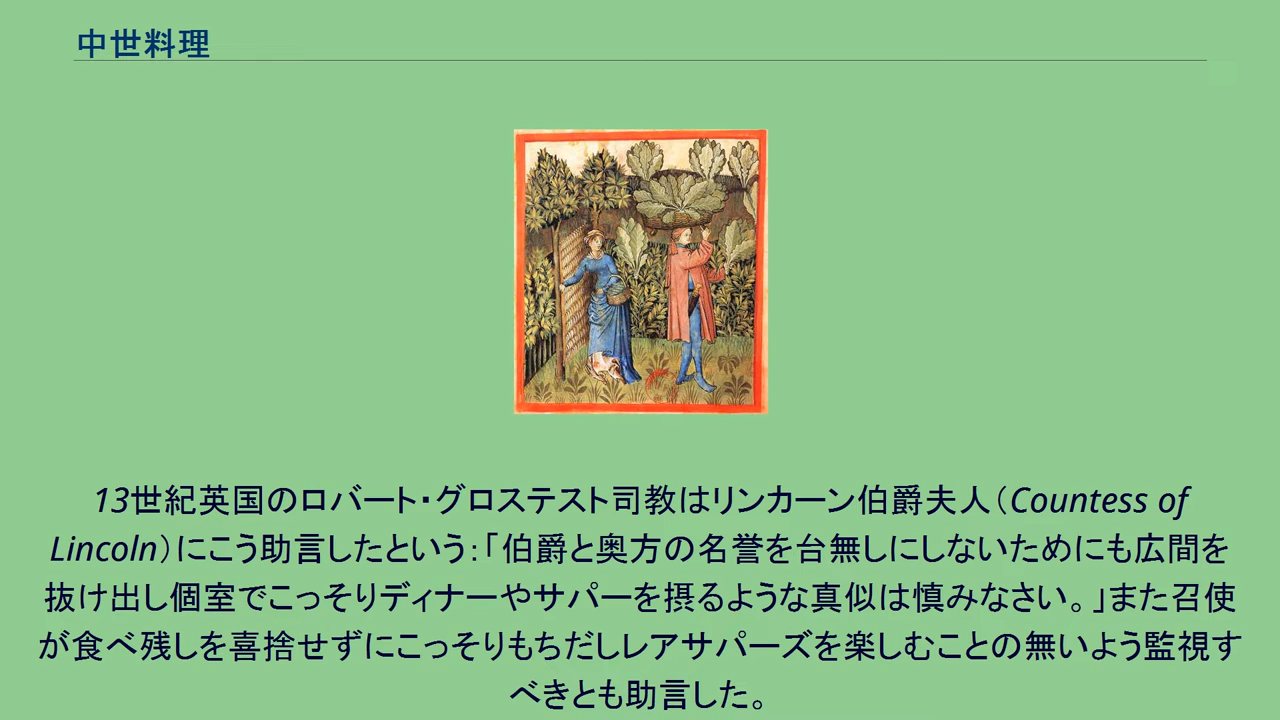 中世料理
13世紀英国のロバート・グロステスト司教はリンカーン伯爵夫人（Countess of
Lincoln）にこう助言したという：「伯爵と奥方の名誉を台無しにしないためにも広間を
抜け出し個室でこっそりディナーやサパーを摂るような真似は慎みなさい。」また召使
が食べ残しを喜捨せずにこっそりもちだしレアサパーズを楽しむことの無いよう監視す
べきとも助言した。